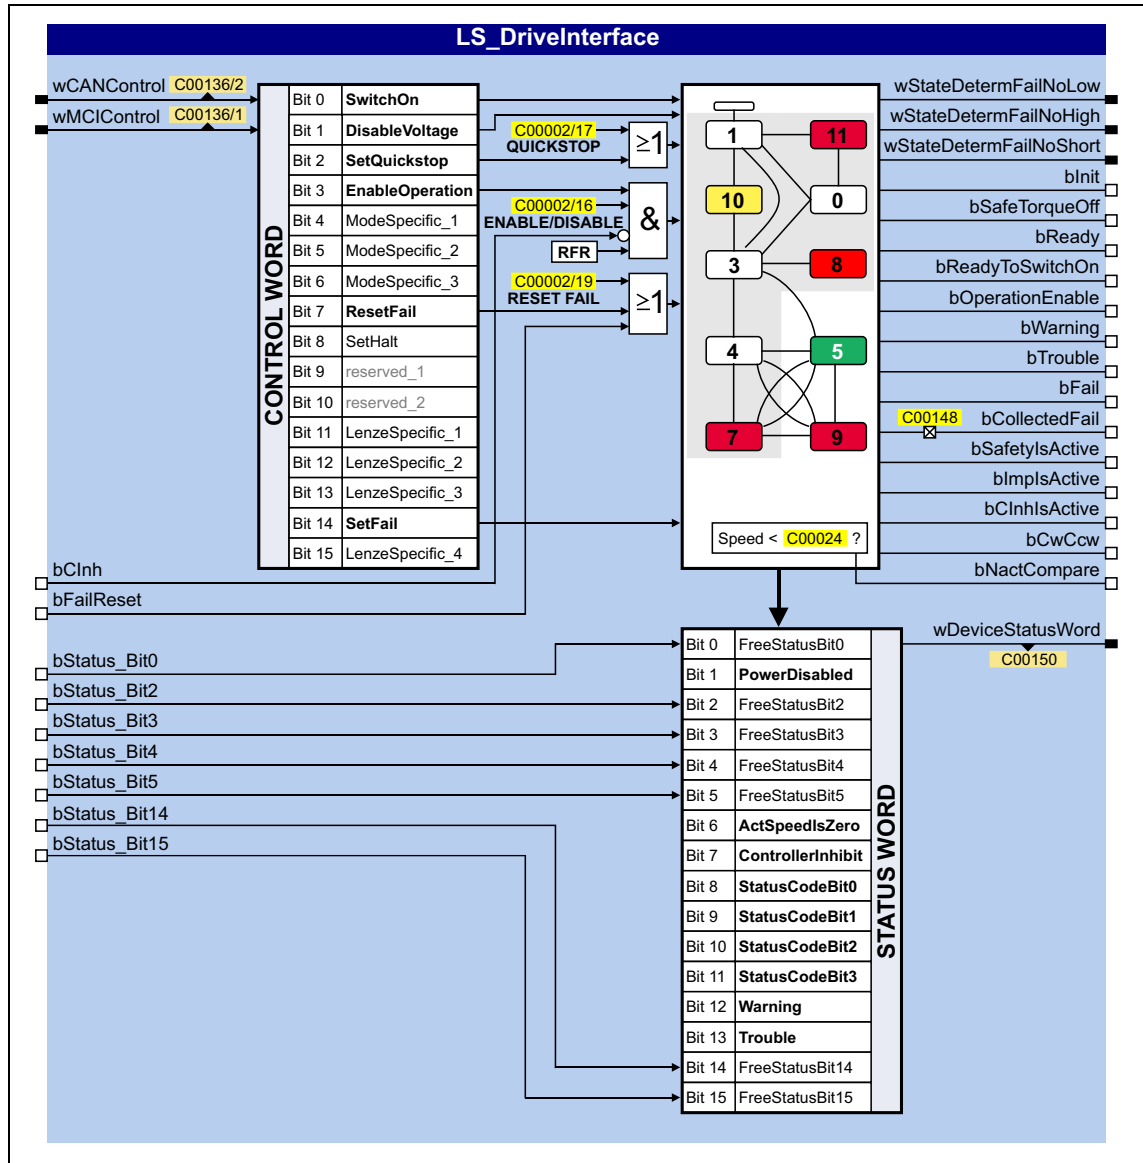 LS_DriveInterface
wCANControl C00136/2
wMCIControl C00136/1
CONTROL WORD
Bit 0 SwitchOn
Bit 1 DisableVoltage
Bit 2 SetQuickstop
Bit 3 EnableOperation
Bit 4 ModeSpecific_1
Bit 5 ModeSpecific_2
Bit 6 ModeSpecific_3
Bit 7 ResetFail
Bit 8 SetHalt
Bit 9 reserved_1
Bit 10 reserved_2
Bit 11 LenzeSpecific_1
Bit 12 LenzeSpecific_2
Bit 13 LenzeSpecific_3
Bit 14 SetFail
Bit 15 LenzeSpecific_4
C00002/17
QUICKSTOP
≥1
C00002/16
ENABLE/DISABLE
&
RFR
C00002/19
RESET FAIL
≥1
1 11
10 0
3 8
4 5
7 9
Speed < C00024 ?
wStateDetermFailNoLow
wStateDetermFailNoHigh
wStateDetermFailNoShort
bInit
bSafeTorqueOff
bReady
bReadyToSwitchOn
bOperationEnable
bWarning
bTrouble
bFail
C00148 bCollectedFail
bSafetyIsActive
bImpIsActive
bCInhIsActive
bCwCcw
bNactCompare
bCInh
bFailReset
bStatus_Bit0
bStatus_Bit2
bStatus_Bit3
bStatus_Bit4
bStatus_Bit5
bStatus_Bit14
bStatus_Bit15
Bit 0 FreeStatusBit0
Bit 1 PowerDisabled
Bit 2 FreeStatusBit2
Bit 3 FreeStatusBit3
Bit 4 FreeStatusBit4
Bit 5 FreeStatusBit5
Bit 6 ActSpeedIsZero
Bit 7 ControllerInhibit
Bit 8 StatusCodeBit0
Bit 9 StatusCodeBit1
Bit 10 StatusCodeBit2
Bit 11 StatusCodeBit3
Bit 12 Warning
Bit 13 Trouble
Bit 14 FreeStatusBit14
Bit 15 FreeStatusBit15
STATUS WORD
wDeviceStatusWord
C00150